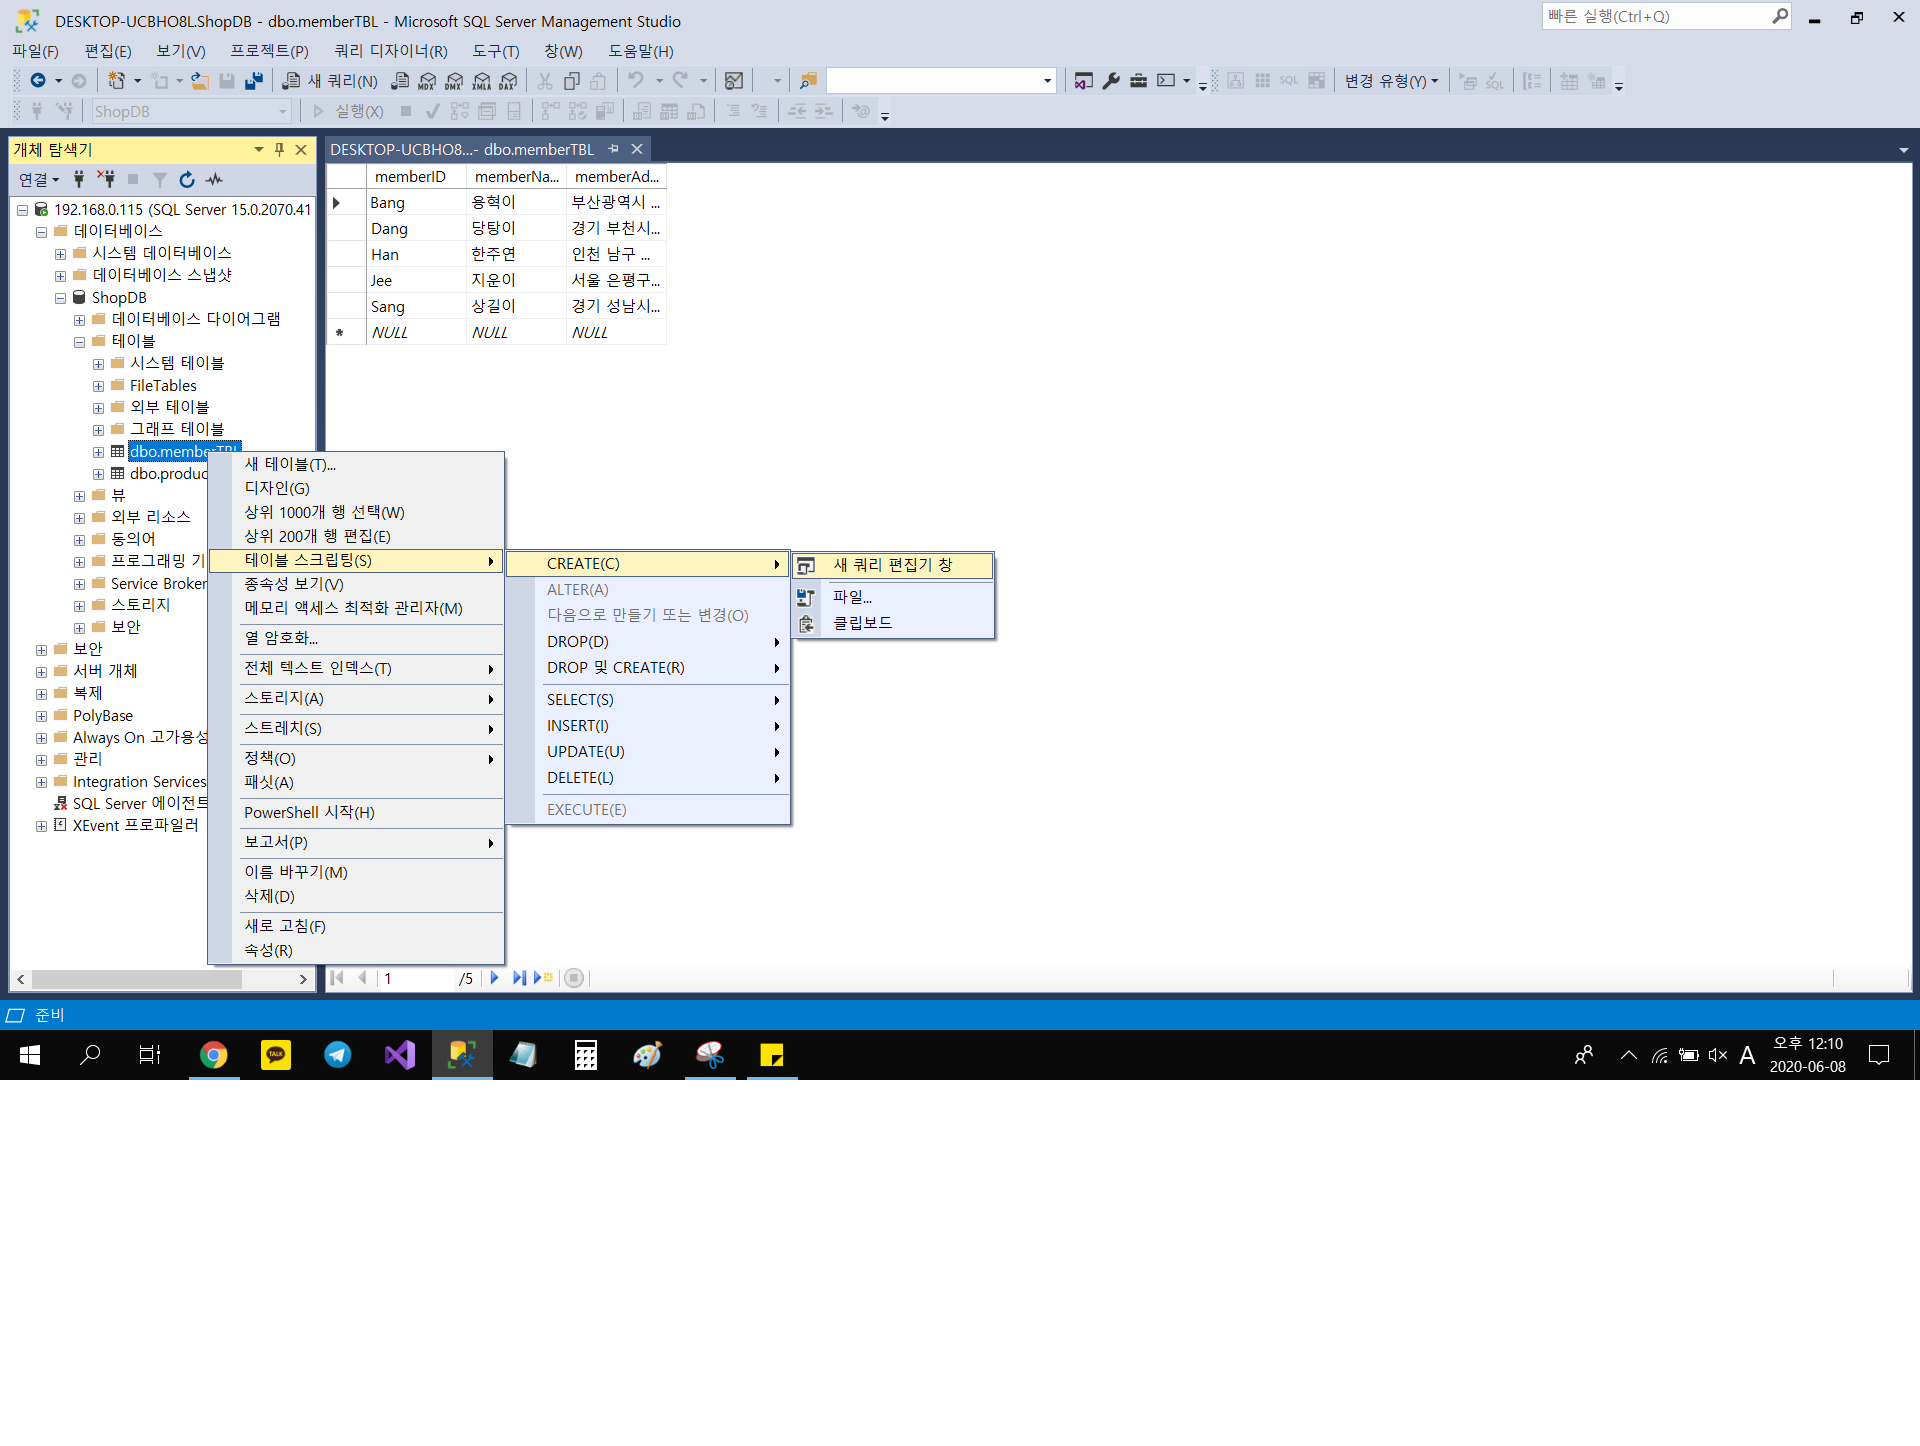 DESKTOP-UCBHO8L.ShopDB - dbo.memberTBL - Microsoft SQL Server Management Studio
빠른 실행(Ctrl+Q)
파일(F) 편집(E) 보기(V) 프로젝트(P) 쿼리 디자이너(R) 도구(T) 창(W) 도움말(H)
새 쿼리(N) MDX DMX XMLA DAX SQL 변경 유형(Y)
ShopDB 실행(X)
개체 탐색기
DESKTOP-UCBHO8...- dbo.memberTBL
연결
192.168.0.115 (SQL Server 15.0.2070.41
데이터베이스
시스템 데이터베이스
데이터베이스 스냅샷
ShopDB
데이터베이스 다이어그램
테이블
시스템 테이블
FileTables
외부 테이블
그래프 테이블
dbo.memberTBL
dbo.produc
뷰
외부 리소스
동의어
프로그래밍 기
Service Broker
스토리지
보안
보안
서버 개체
복제
PolyBase
Always On 고가용성
관리
Integration Services
SQL Server 에이전트
XEvent 프로파일러
memberID memberNa... memberAd...
Bang 용혁이 부산광역시 ...
Dang 당탕이 경기 부천시...
Han 한주연 인천 남구 ...
Jee 지운이 서울 은평구...
Sang 상길이 경기 성남시...
NULL NULL NULL
새 테이블(T)...
디자인(G)
상위 1000개 행 선택(W)
상위 200개 행 편집(E)
테이블 스크립팅(S)
종속성 보기(V)
메모리 액세스 최적화 관리자(M)
열 암호화...
전체 텍스트 인덱스(T)
스토리지(A)
스트레치(S)
정책(O)
패싯(A)
PowerShell 시작(H)
보고서(P)
이름 바꾸기(M)
삭제(D)
새로 고침(F)
속성(R)
CREATE(C)
ALTER(A)
다음으로 만들기 또는 변경(O)
DROP(D)
DROP 및 CREATE(R)
SELECT(S)
INSERT(I)
UPDATE(U)
DELETE(L)
EXECUTE(E)
새 쿼리 편집기 창
파일...
클립보드
1 /5
준비
TALK
A
오후 12:10
2020-06-08